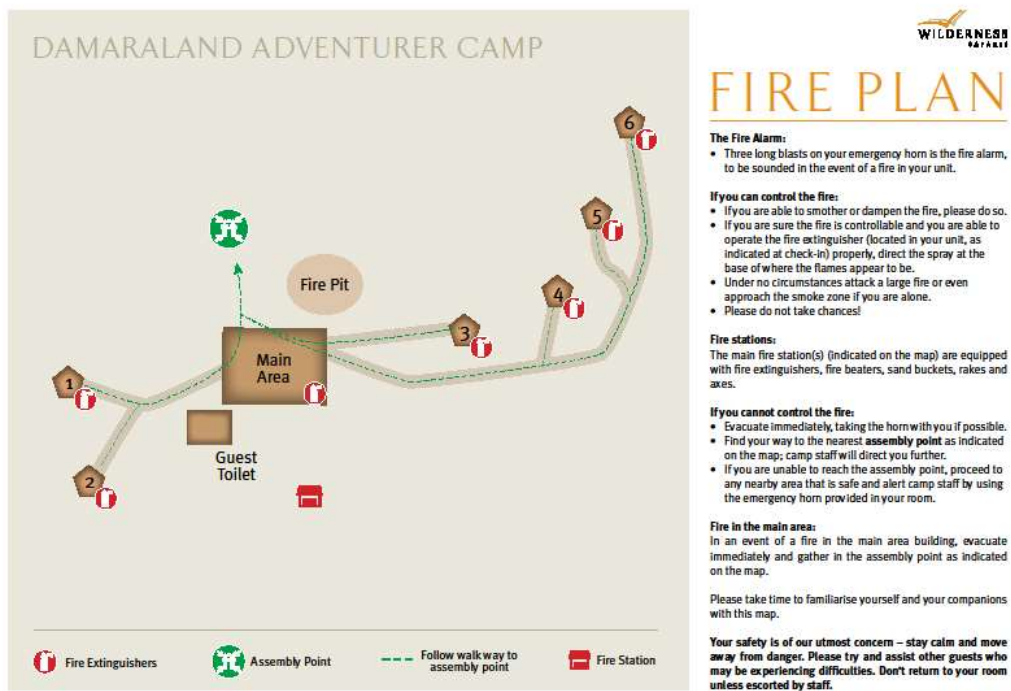 DAMARALAND ADVENTURER CAMP
6
5
4
Fire Pit
3
Main
Area
1
2
Guest
Toilet
Fire Extinguishers
Assembly Point
Follow walk way to
assembly point
Fire Station
WILDERNESS
SAFARIS
FIRE PLAN
The Fire Alarm:
• Three long blasts on your emergency horn is the fire alarm,
to be sounded in the event of a fire in your unit.
If you can control the fire:
• If you are able to smother or dampen the fire, please do so.
• If you are sure the fire is controllable and you are able to
operate the fire extinguisher (located in your unit, as
indicated at check-in) properly, direct the spray at the
base of where the flames appear to be.
• Under no circumstances attack a large fire or even
approach the smoke zone if you are alone.
• Please do not take chances!
Fire stations:
The main fire station(s) (indicated on the map) are equipped
with fire extinguishers, fire beaters, sand buckets, rakes and
axes.
If you cannot control the fire:
• Evacuate immediately, taking the horn with you if possible.
• Find your way to the nearest assembly point as indicated
on the map; camp staff will direct you further.
• If you are unable to reach the assembly point, proceed to
any nearby area that is safe and alert camp staff by using
the emergency horn provided in your room.
Fire in the main area:
In an event of a fire in the main area building, evacuate
immediately and gather in the assembly point as indicated
on the map.
Please take time to familiarise yourself and your companions
with this map.
Your safety is of our utmost concern – stay calm and move
away from danger. Please try and assist other guests who
may be experiencing difficulties. Don't return to your room
unless escorted by staff.